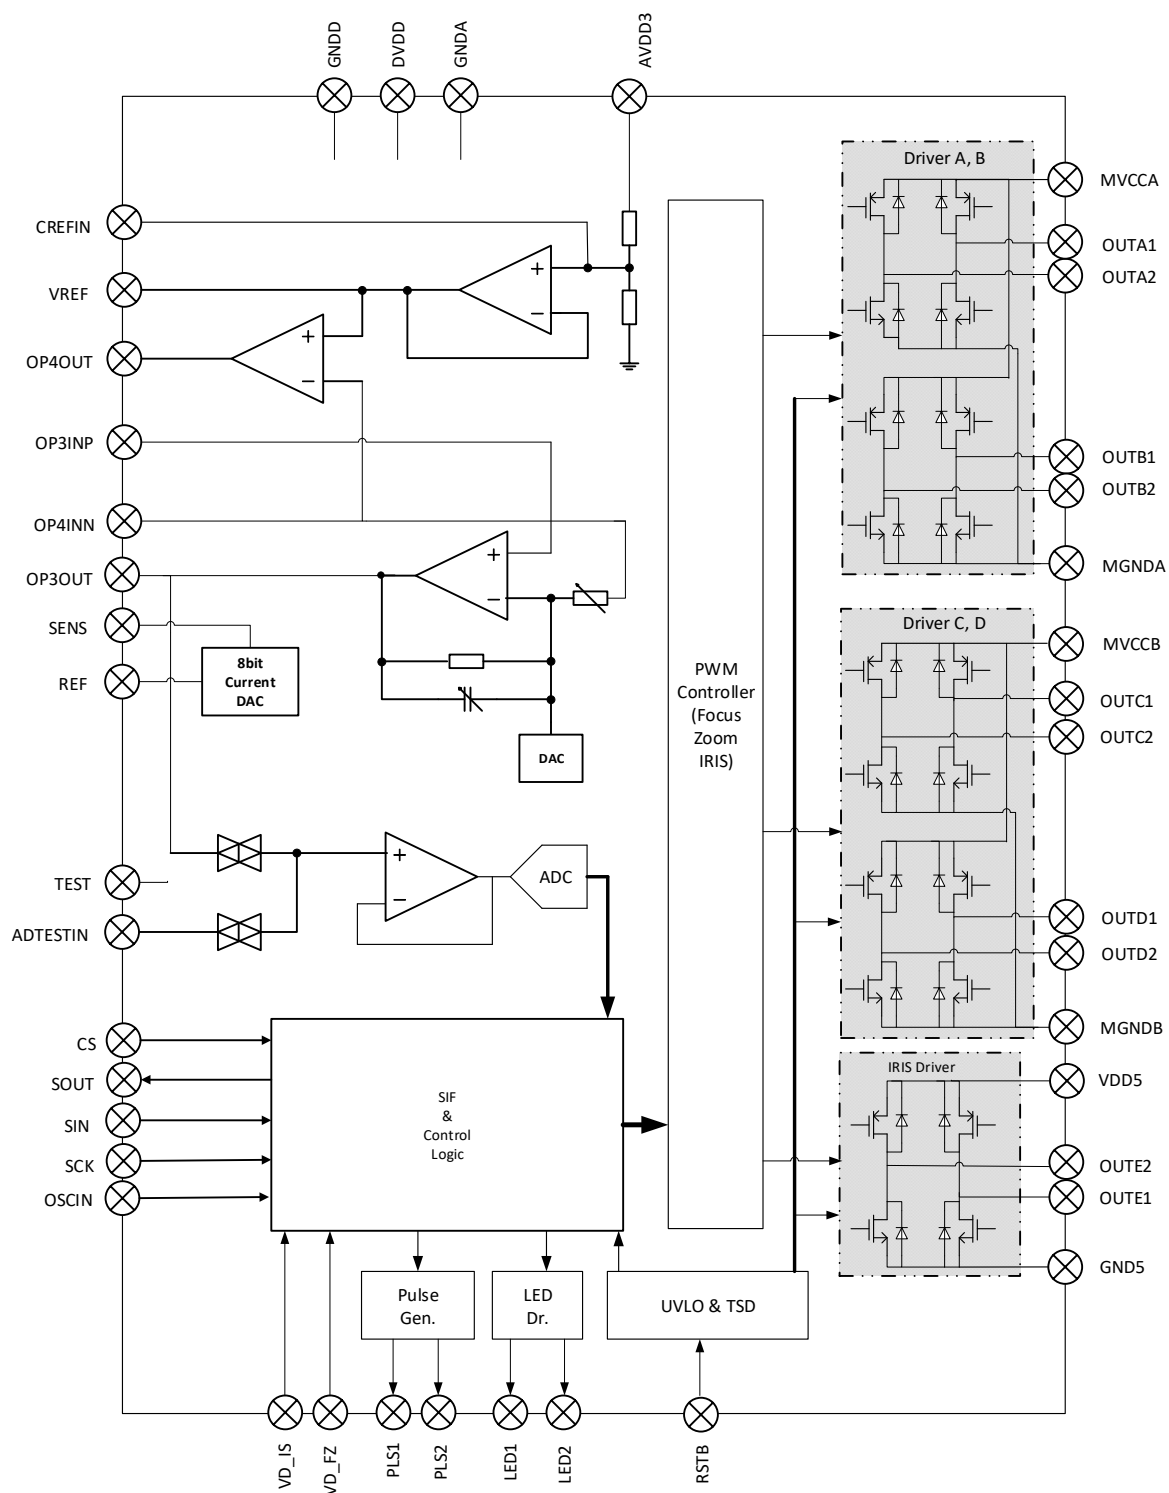 GNDD
DVDD
GNDA
AVDD3
CREFIN
VREF
OP4OUT
OP3INP
OP4INN
OP3OUT
SENS
REF
TEST
ADTESTIN
CS
SOUT
SIN
SCK
OSCIN
+
−
+
−
+
−
8bit
Current
DAC
DAC
+
−
ADC
SIF
&
Control
Logic
PWM
Controller
(Focus
Zoom
IRIS)
Pulse
Gen.
LED
Dr.
UVLO & TSD
Driver A, B
Driver C, D
IRIS Driver
MVCCA
OUTA1
OUTA2
OUTB1
OUTB2
MGNDA
MVCCB
OUTC1
OUTC2
OUTD1
OUTD2
MGNDB
VDD5
OUTE2
OUTE1
GND5
VD_IS
VD_FZ
PLS1
PLS2
LED1
LED2
RSTB